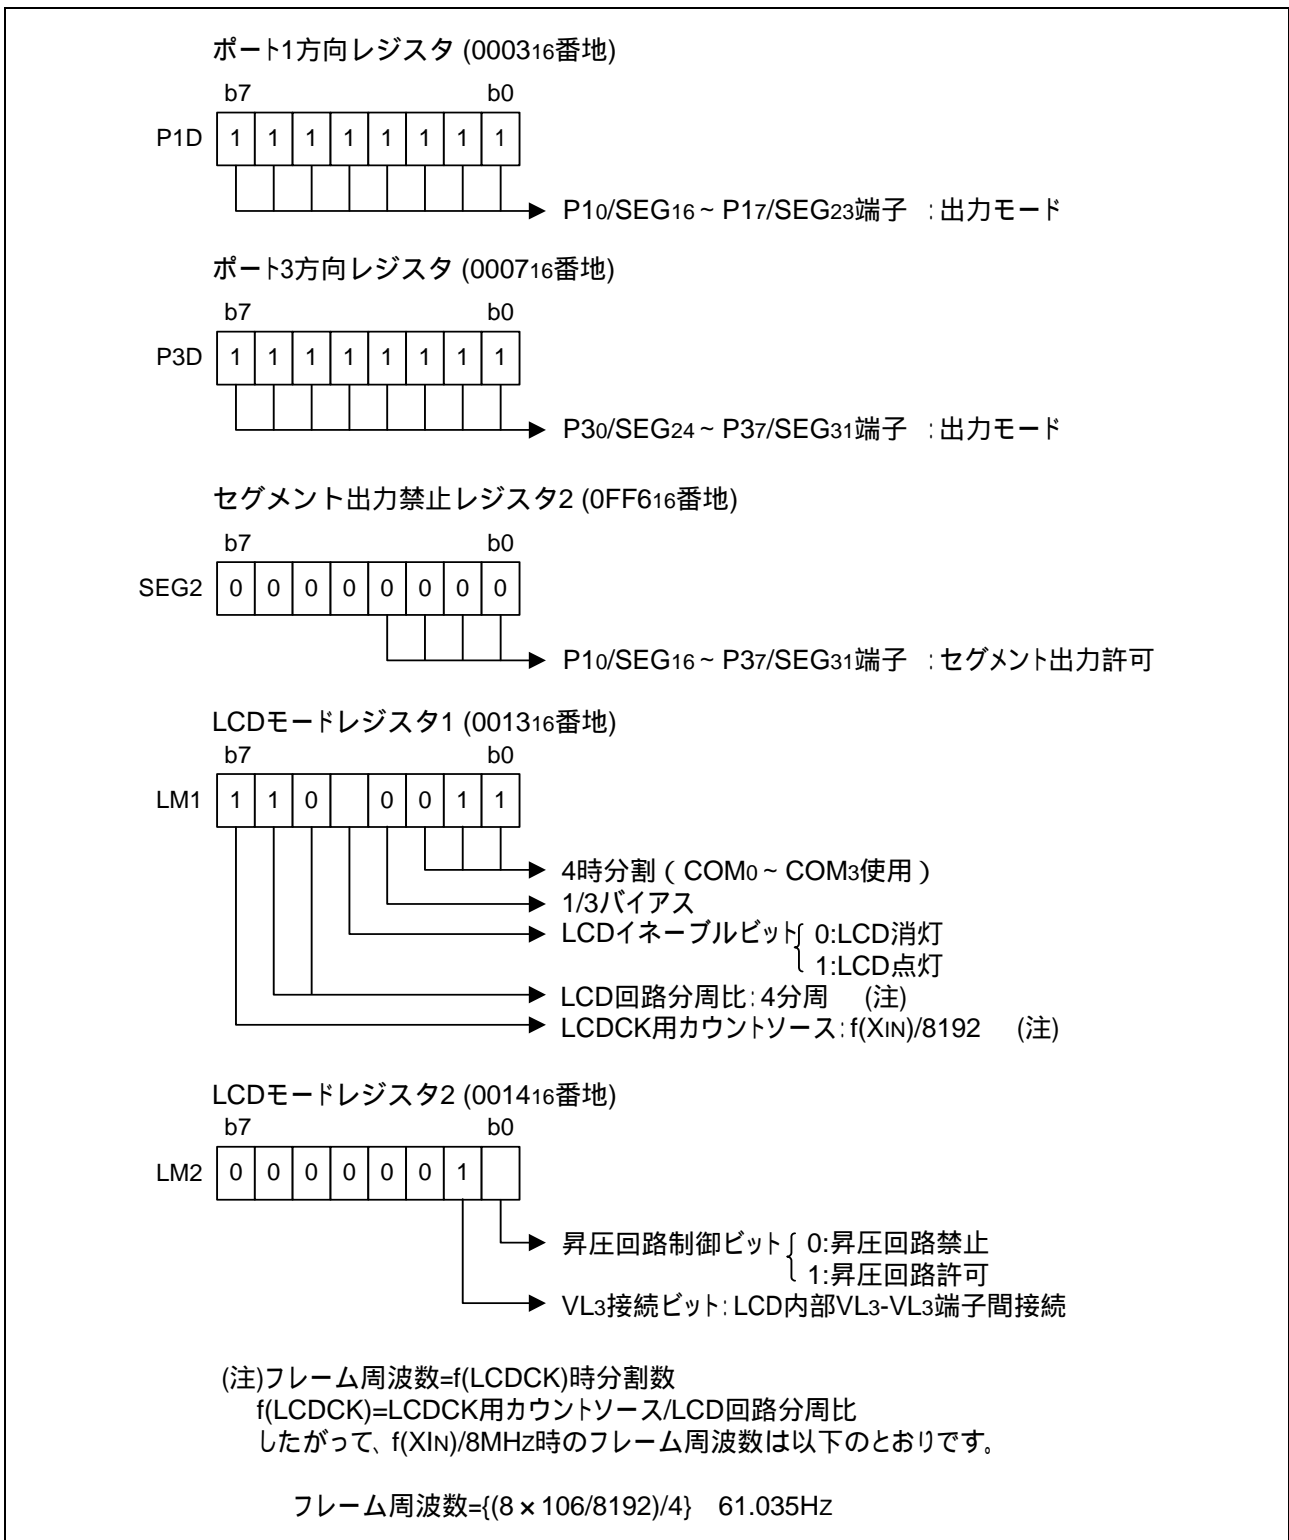 ポート1方向レジスタ (000316番地)
b7 b0
P1D 1 1 1 1 1 1 1 1
P10/SEG16 ~ P17/SEG23端子 : 出力モード
ポート3方向レジスタ (000716番地)
b7 b0
P3D 1 1 1 1 1 1 1 1
P30/SEG24 ~ P37/SEG31端子 : 出力モード
セグメント出力禁止レジスタ2 (0FF616番地)
b7 b0
SEG2 0 0 0 0 0 0 0 0
P10/SEG16 ~ P37/SEG31端子 : セグメント出力許可
LCDモードレジスタ1 (001316番地)
b7 b0
LM1 1 1 0 0 0 1 1
4時分割 ( COM0 ~ COM3使用 )
1/3バイアス
LCDイネーブルビット 0:LCD消灯
1:LCD点灯
LCD回路分周比: 4分周 (注)
LCDCK用カウントソース: f(XIN)/8192 (注)
LCDモードレジスタ2 (001416番地)
b7 b0
LM2 0 0 0 0 0 0 1
昇圧回路制御ビット 0:昇圧回路禁止
1:昇圧回路許可
VL3接続ビット: LCD内部VL3-VL3端子間接続
(注)フレーム周波数=f(LCDCK)時分割数
f(LCDCK)=LCDCK用カウントソース/LCD回路分周比
したがって、f(XIN)/8MHz時のフレーム周波数は以下のとおりです。
フレーム周波数={(8×106/8192)/4} 61.035Hz